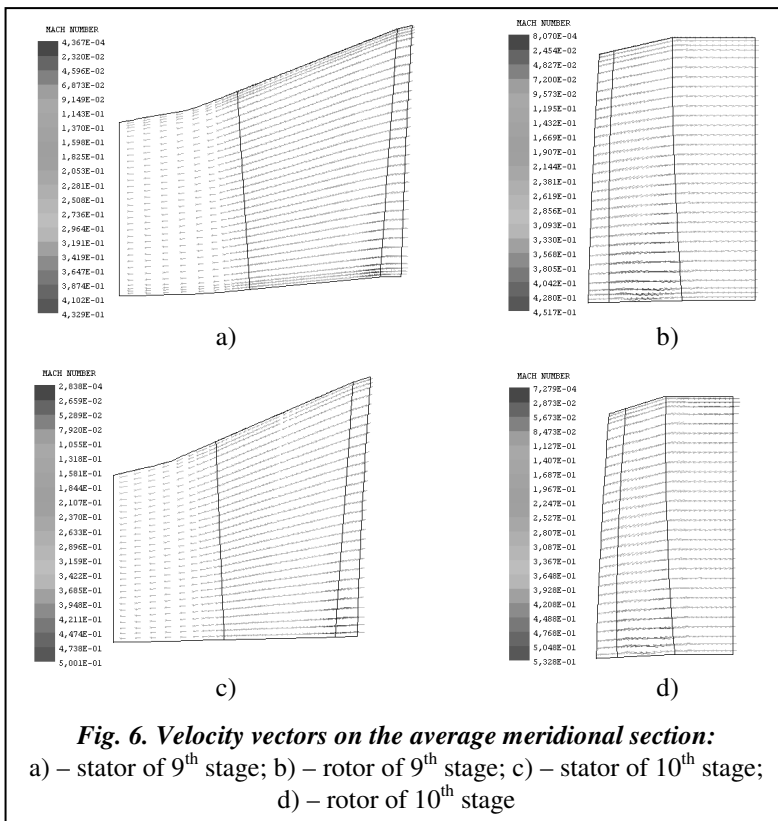 MACH NUMBER
4,367E-04
2,320E-02
4,596E-02
6,873E-02
9,149E-02
1,143E-01
1,370E-01
1,598E-01
1,825E-01
2,053E-01
2,281E-01
2,508E-01
2,736E-01
2,964E-01
3,191E-01
3,419E-01
3,647E-01
3,874E-01
4,102E-01
4,329E-01
a)
MACH NUMBER
8,070E-04
2,454E-02
4,827E-02
7,200E-02
9,573E-02
1,195E-01
1,432E-01
1,669E-01
1,907E-01
2,144E-01
2,381E-01
2,619E-01
2,856E-01
3,093E-01
3,330E-01
3,568E-01
3,805E-01
4,042E-01
4,280E-01
4,517E-01
b)
MACH NUMBER
2,838E-04
2,659E-02
5,289E-02
7,920E-02
1,055E-01
1,318E-01
1,581E-01
1,844E-01
2,107E-01
2,370E-01
2,633E-01
2,896E-01
3,159E-01
3,422E-01
3,685E-01
3,948E-01
4,211E-01
4,474E-01
4,738E-01
5,001E-01
c)
MACH NUMBER
7,279E-04
2,873E-02
5,673E-02
8,473E-02
1,127E-01
1,407E-01
1,687E-01
1,967E-01
2,247E-01
2,527E-01
2,807E-01
3,087E-01
3,367E-01
3,648E-01
3,928E-01
4,208E-01
4,488E-01
4,768E-01
5,048E-01
5,328E-01
d)
Fig. 6. Velocity vectors on the average meridional section:
a) – stator of 9th stage; b) – rotor of 9th stage; c) – stator of 10th stage;
d) – rotor of 10th stage